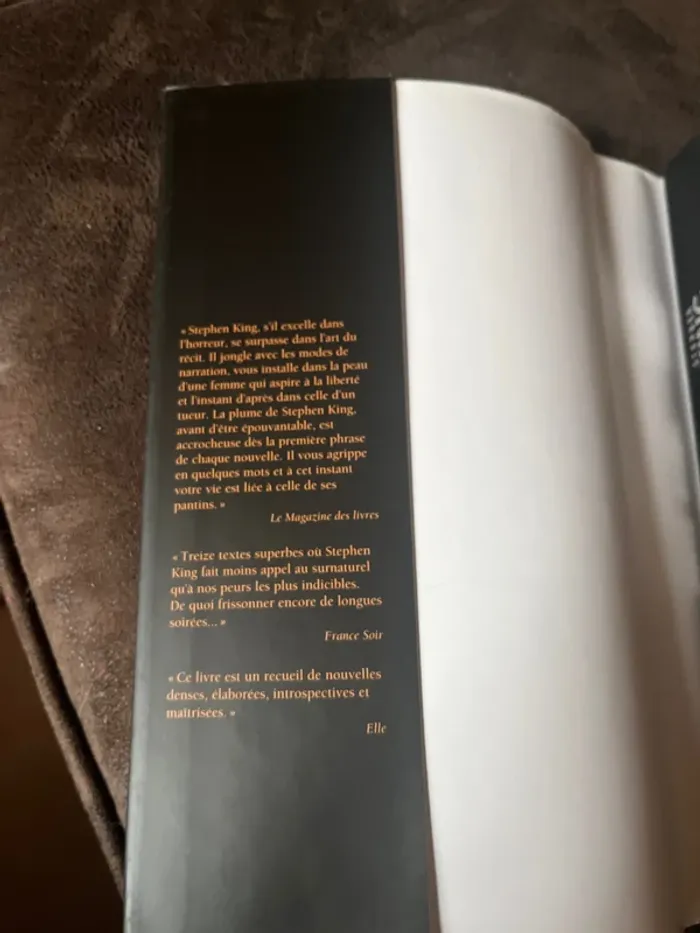 « Stephen King, s'il excelle dans
l'horreur, se surpasse dans l'art du
récit. Il jongle avec les modes de
narration, vous installe dans la peau
d'une femme qui aspire à la liberté
et l'instant d'après dans celle d'un
tueur. La plume de Stephen King,
avant d'être épouvantable, est
accrocheuse dès la première phrase
de chaque nouvelle. Il vous agrippe
en quelques mots et à cet instant
votre vie est liée à celle de ses
pantins. »
Le Magazine des livres
« Treize textes superbes où Stephen
King fait moins appel au surnaturel
qu'à nos peurs les plus indicibles.
De quoi frissonner encore de longues
soirées... »
France Soir
« Ce livre est un recueil de nouvelles
denses, élaborées, introspectives et
maîtrisées. »
Elle